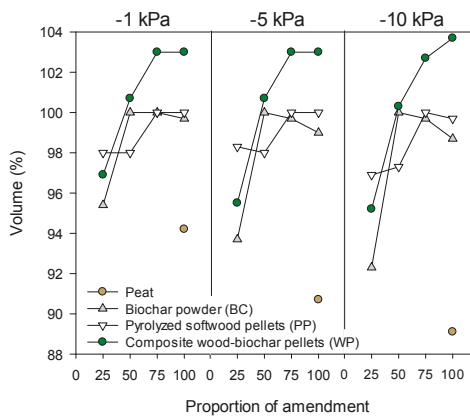 -1 kPa -5 kPa -10 kPa
104
102
100
98
96
94
92
90
88
Volume (%)
Peat
Biochar powder (BC)
Pyrolyzed softwood pellets (PP)
Composite wood-biochar pellets (WP)
0 25 50 75 100 0 25 50 75 100 0 25 50 75 100
Proportion of amendment